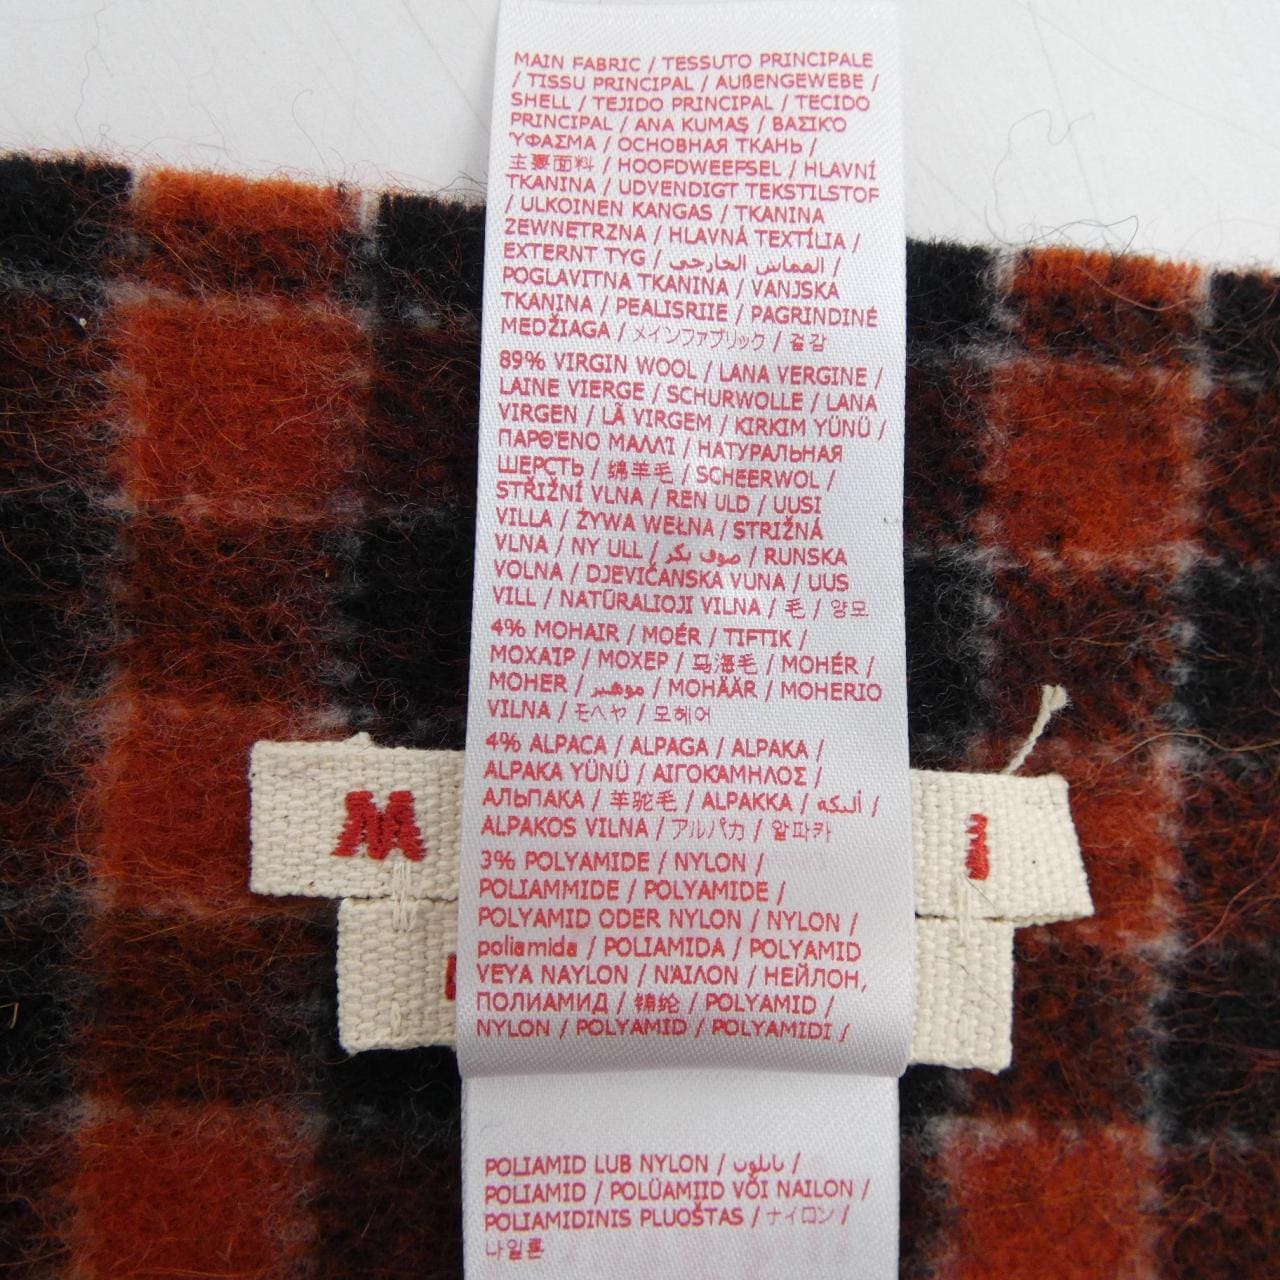 MAIN FABRIC / TESSUTO PRINCIPALE
/ TISSU PRINCIPAL / AUßENGEWEBE /
SHELL / TEJIDO PRINCIPAL / TECIDO
PRINCIPAL / ANA KUMAŞ / ΒΑΣΙΚΌ
ΎΦΑΣΜΑ / ОСНОВНАЯ ТКАНЬ /
主要面料 / HOOFDWEEFSEL / HLAVNÍ
TKANINA / UDVENDIGT TEKSTILSTOF
/ ULKOINEN KANGAS / TKANINA
ZEWNĘTRZNA / HLAVNÁ TEXTÍLIA /
EXTERNT TYG / القماش الخارجي /
POGLAVITNA TKANINA / VANJSKA
TKANINA / PEALISRIIE / PAGRINDINĖ
MEDŽIAGA / メインファブリック / 겉감
89% VIRGIN WOOL / LANA VERGINE /
LAINE VIERGE / SCHURWOLLE / LANA
VIRGEN / LÃ VIRGEM / KIRKIM YÜNÜ /
ΠΑΡΘΈΝΟ ΜΑΛΛΊ / НАТУРАЛЬНАЯ
ШЕРСТЬ / 绵羊毛 / SCHEERWOL /
STŘIŽNÍ VLNA / REN ULD / UUSI
VILLA / ŻYWA WEŁNA / STRIŽNÁ
VLNA / NY ULL / صوف بكر / RUNSKA
VOLNA / DJEVIČANSKA VUNA / UUS
VILL / NATŪRALIOJI VILNA / 毛 / 양모
4% MOHAIR / MOÉR / TIFTIK /
ΜΟΧΑΙΡ / МОХЕР / 马海毛 / MOHÉR /
MOHER / موهير / MOHÄÄR / MOHERIO
VILNA / モヘヤ / 모헤어
4% ALPACA / ALPAGA / ALPAKA /
ALPAKA YÜNÜ / ΑΙΓΟΚΑΜΗΛΟΣ /
АЛЬПАКА / 羊驼毛 / ALPAKKA / ألبكه /
ALPAKOS VILNA / アルパカ / 알파카
3% POLYAMIDE / NYLON /
POLIAMMIDE / POLYAMIDE /
POLYAMID ODER NYLON / NYLON /
poliamida / POLIAMIDA / POLYAMID
VEYA NAYLON / ΝΆΙΛΟΝ / НЕЙЛОН,
ПОЛИАМИД / 锦纶 / POLYAMID /
NYLON / POLYAMID / POLYAMIDI /
POLIAMID LUB NYLON / نايلون /
POLIAMID / POLÜAMIID VÕI NAILON /
POLIAMIDINIS PLUOŠTAS / ナイロン /
나일론
M
i